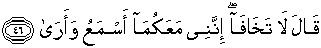 قَالَ لَا تَخَافَآ ۖ إِنَّنِى مَعَكُمَآ أَسْمَعُ وَأَرَىٰ ﴿٤٦﴾